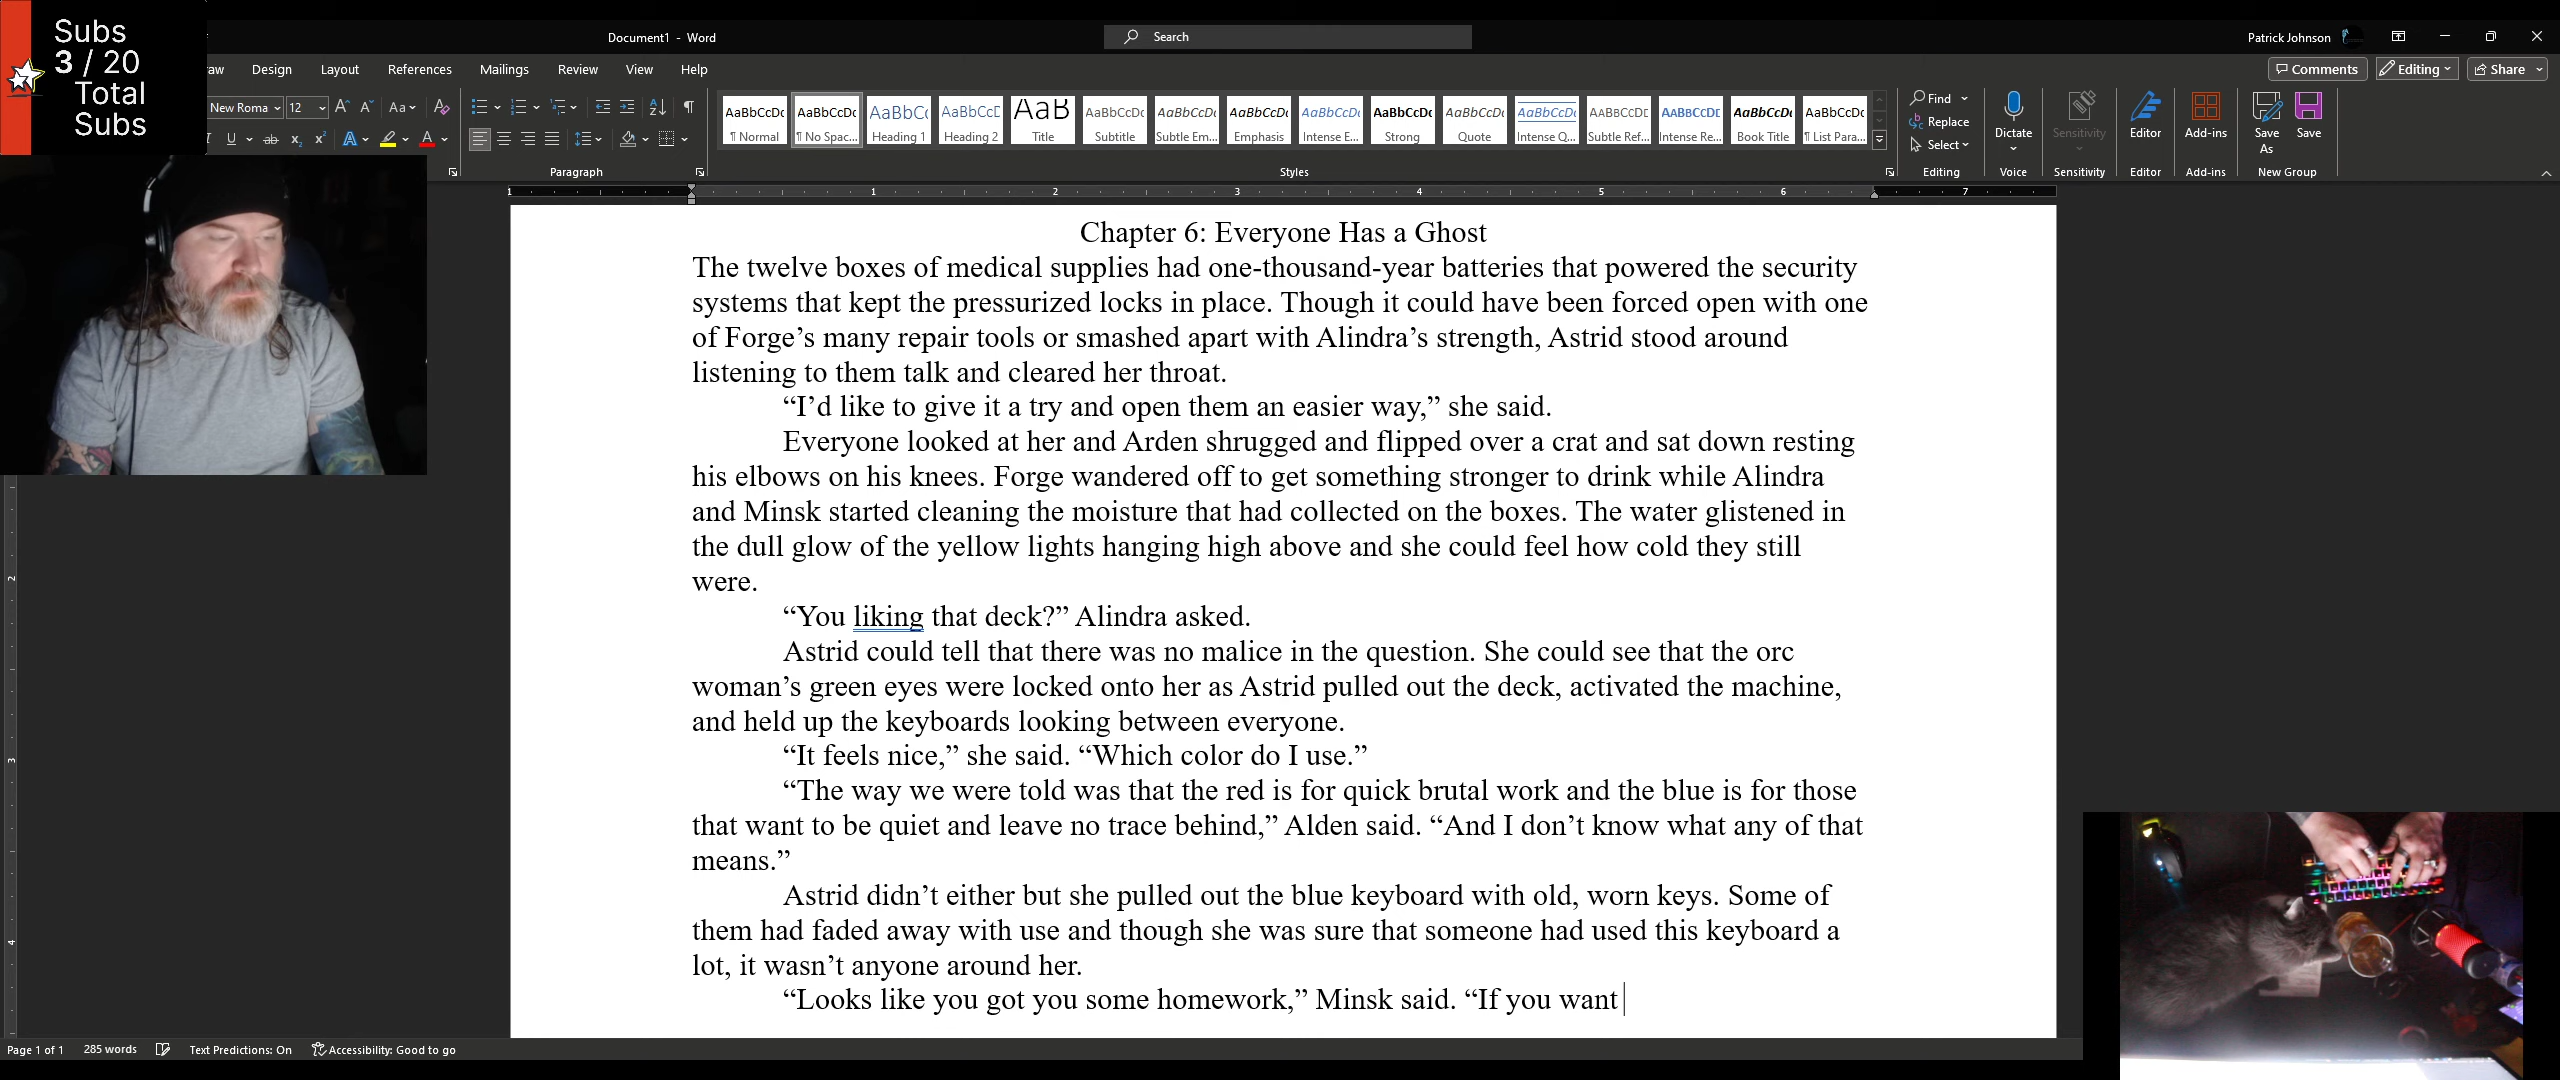 Subs
3 / 20
Total
Subs
Document1 - Word
Search
Patrick Johnson
Design Layout References Mailings Review View Help
Comments Editing Share
New Roma 12
Aa
AaBbCcDc AaBbCcDc AaBbC AaBbCcD AaB AaBbCcDc AaBbCcDc AaBbCcDc AaBbCcDc AaBbCcDc AaBbCcDc AaBbCcDc AABBCCDD AABBCCDD AaBbCcDc AaBbCcDc
¶ Normal ¶ No Spac... Heading 1 Heading 2 Title Subtitle Subtle Em... Emphasis Intense E... Strong Quote Intense Q... Subtle Ref... Intense Re... Book Title ¶ List Para...
Find
Replace
Select
Dictate
Sensitivity
Editor
Add-ins
Save As
Save
Paragraph Styles Editing Voice Sensitivity Editor Add-ins New Group
1 1 2 3 4 5 6 7
Chapter 6: Everyone Has a Ghost
The twelve boxes of medical supplies had one-thousand-year batteries that powered the security
systems that kept the pressurized locks in place. Though it could have been forced open with one
of Forge’s many repair tools or smashed apart with Alindra’s strength, Astrid stood around
listening to them talk and cleared her throat.
“I’d like to give it a try and open them an easier way,” she said.
Everyone looked at her and Arden shrugged and flipped over a crat and sat down resting
his elbows on his knees. Forge wandered off to get something stronger to drink while Alindra
and Minsk started cleaning the moisture that had collected on the boxes. The water glistened in
the dull glow of the yellow lights hanging high above and she could feel how cold they still
were.
“You liking that deck?” Alindra asked.
Astrid could tell that there was no malice in the question. She could see that the orc
woman’s green eyes were locked onto her as Astrid pulled out the deck, activated the machine,
and held up the keyboards looking between everyone.
“It feels nice,” she said. “Which color do I use.”
“The way we were told was that the red is for quick brutal work and the blue is for those
that want to be quiet and leave no trace behind,” Alden said. “And I don’t know what any of that
means.”
Astrid didn’t either but she pulled out the blue keyboard with old, worn keys. Some of
them had faded away with use and though she was sure that someone had used this keyboard a
lot, it wasn’t anyone around her.
“Looks like you got you some homework,” Minsk said. “If you want
2
3
4
Page 1 of 1 285 words Text Predictions: On Accessibility: Good to go